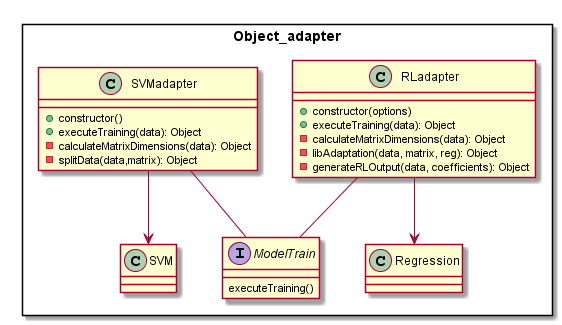 Object_adapter
C SVMadapter
constructor()
executeTraining(data): Object
calculateMatrixDimensions(data): Object
splitData(data,matrix): Object
C RLadapter
constructor(options)
executeTraining(data): Object
calculateMatrixDimensions(data): Object
libAdaptation(data, matrix, reg): Object
generateRLOutput(data, coefficients): Object
C SVM
I ModelTrain
executeTraining()
C Regression